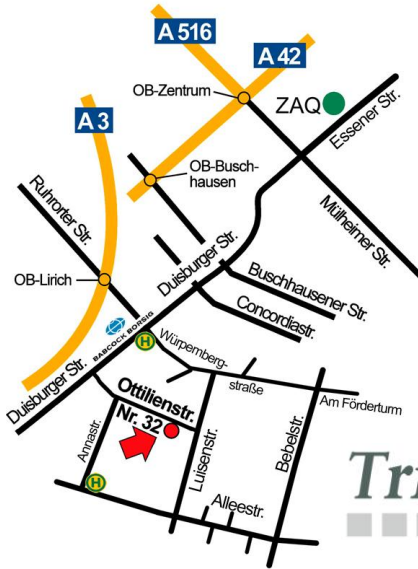 A 516
A 42
OB-Zentrum
ZAQ
Essener Str.
A 3
OB-Busch-
hausen
Ruhrorter Str.
Mülheimer Str.
Duisburger Str.
OB-Lirich
Buschhausener Str.
Concordiastr.
BABCOCK BORSIG
H
Würpemberg-
straße
Duisburger Str.
Ottilienstr.
Nr. 32
Am Förderturm
Annastr.
Luisenstr.
Bebelstr.
H
Alleestr.